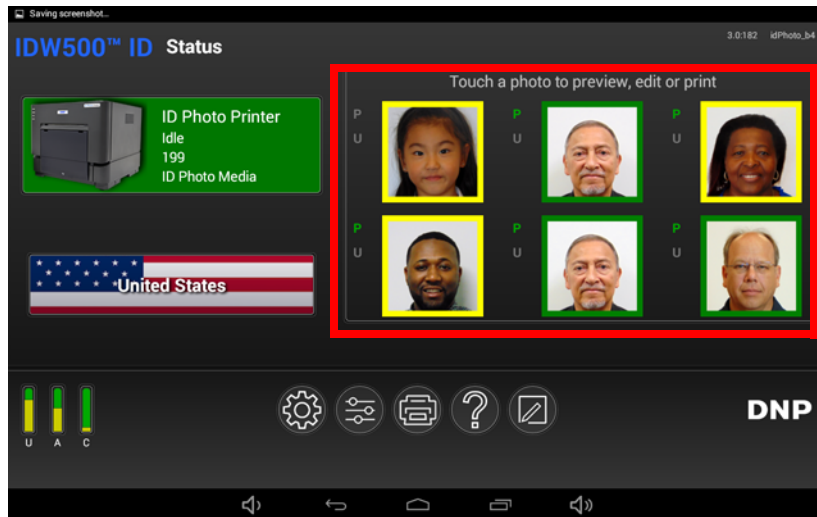 Saving screenshot...
IDW500™ ID Status
3.0:182 idPhoto_b4
Touch a photo to preview, edit or print
ID Photo Printer
Idle
199
ID Photo Media
P
U
P
U
P
U
P
U
P
U
P
U
United States
U A C
?
DNP